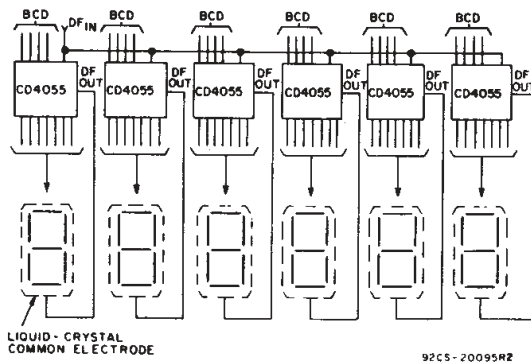 BCD DF IN BCD BCD BCD BCD BCD
CD4055 DF OUT CD4055 DF OUT CD4055 DF OUT CD4055 DF OUT CD4055 DF OUT CD4055 DF OUT
LIQUID-CRYSTAL
COMMON ELECTRODE
92CS-20095R2